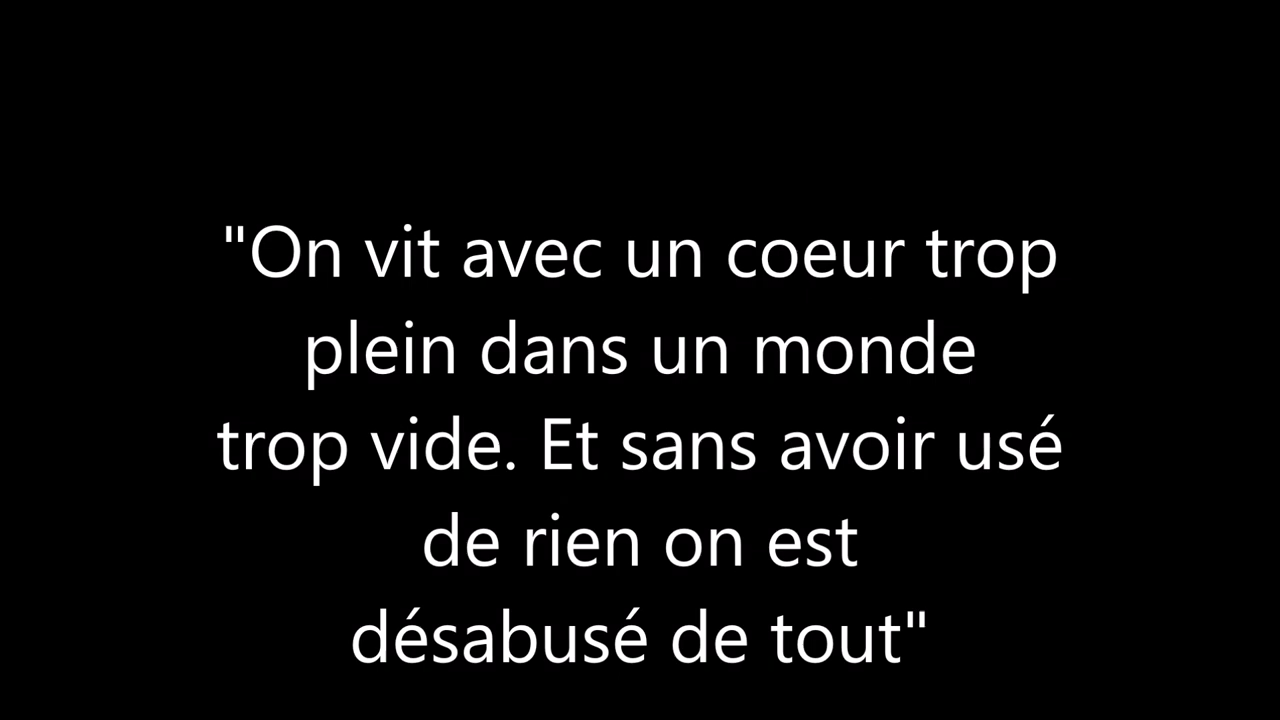 "On vit avec un coeur trop
plein dans un monde
trop vide. Et sans avoir usé
de rien on est
désabusé de tout"